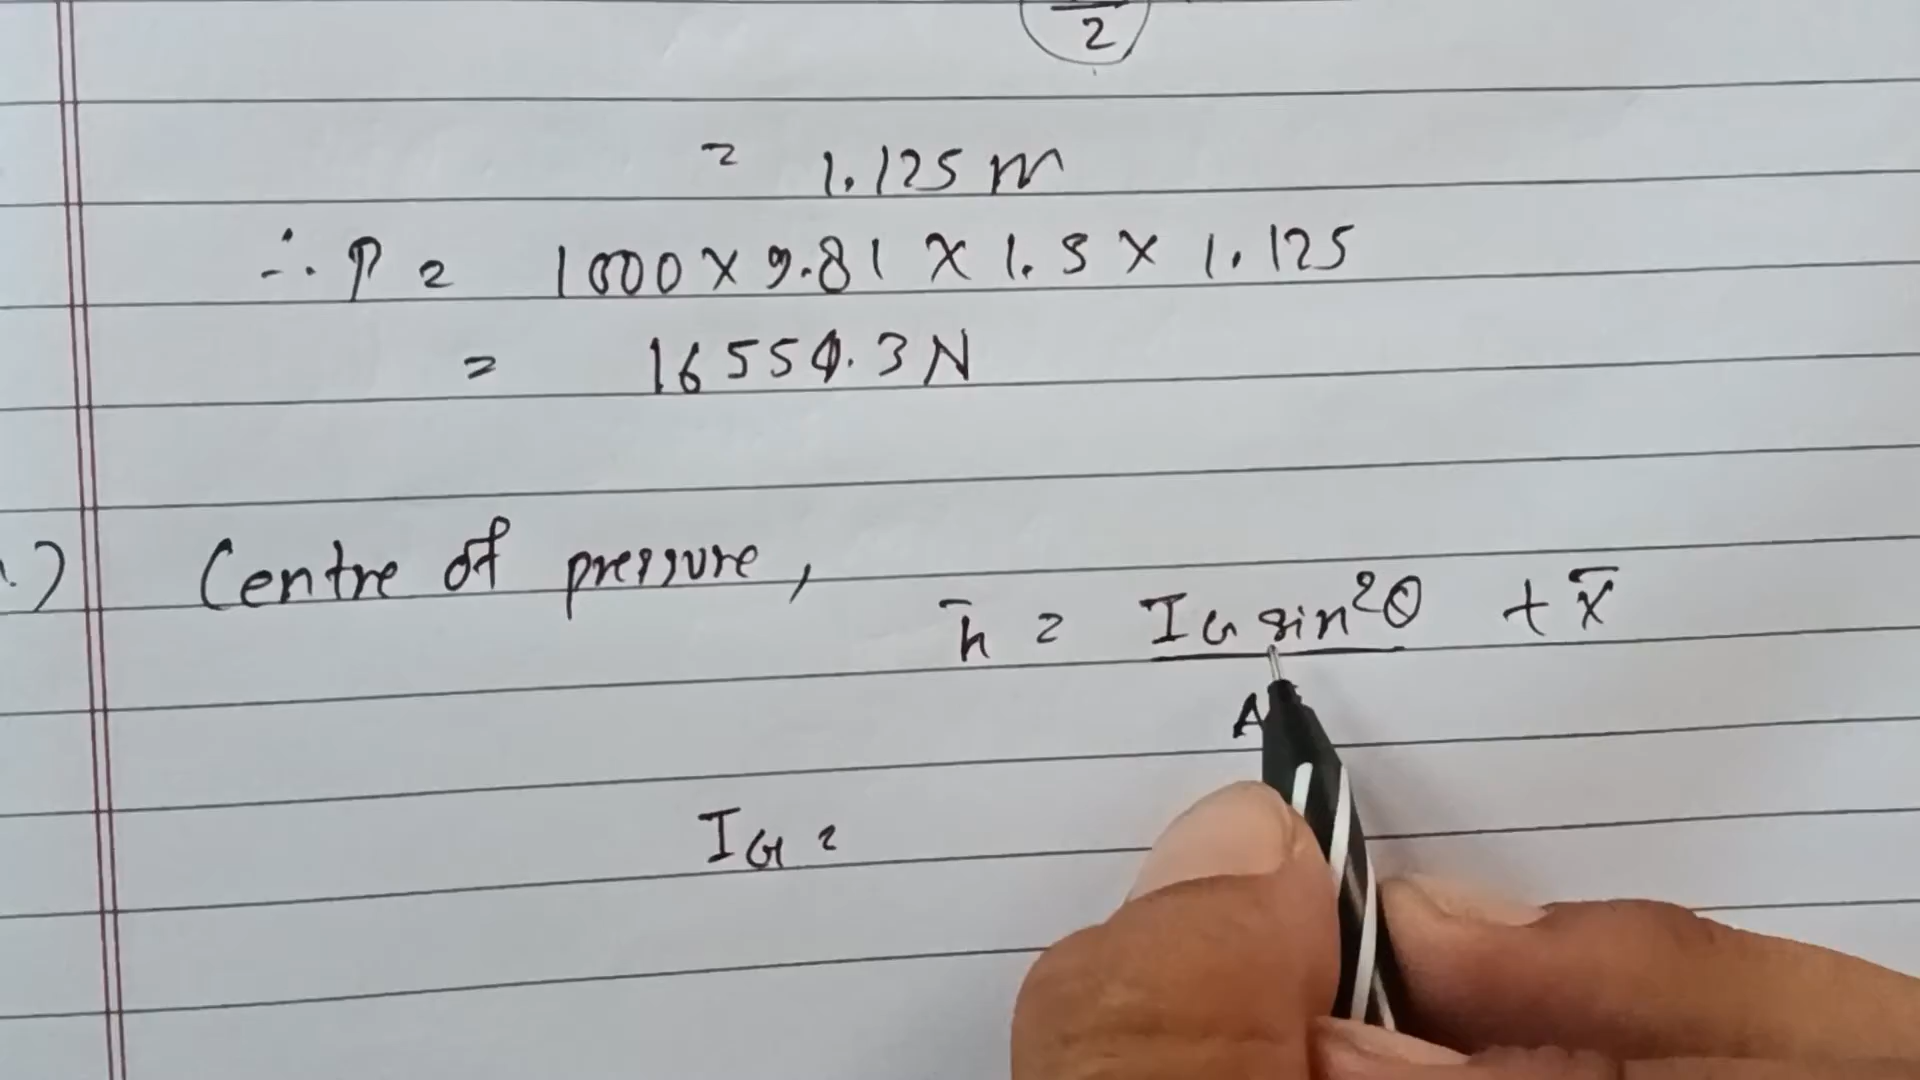 2
= 1.125 m
∴ P = 1000 × 9.81 × 1.5 × 1.125
= 16554.3 N
.) Centre of pressure,
h̄ = IG sin²θ + x̄
A
IG =